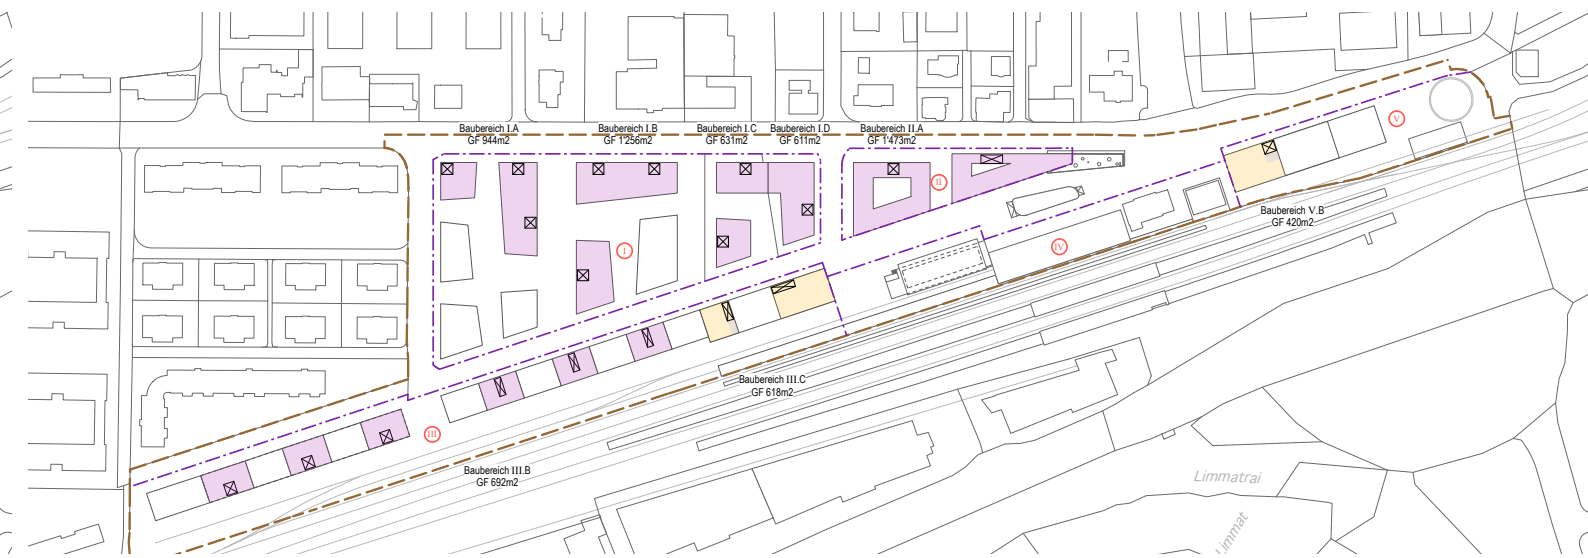 Baubereich I.A
GF 944m2
Baubereich I.B
GF 1'256m2
Baubereich I.C
GF 631m2
Baubereich I.D
GF 611m2
Baubereich II.A
GF 1'473m2
V
II
Baubereich V.B
GF 420m2
I
IV
Baubereich III.C
GF 618m2
III
Baubereich III.B
GF 692m2
Limmatrai
Limmat